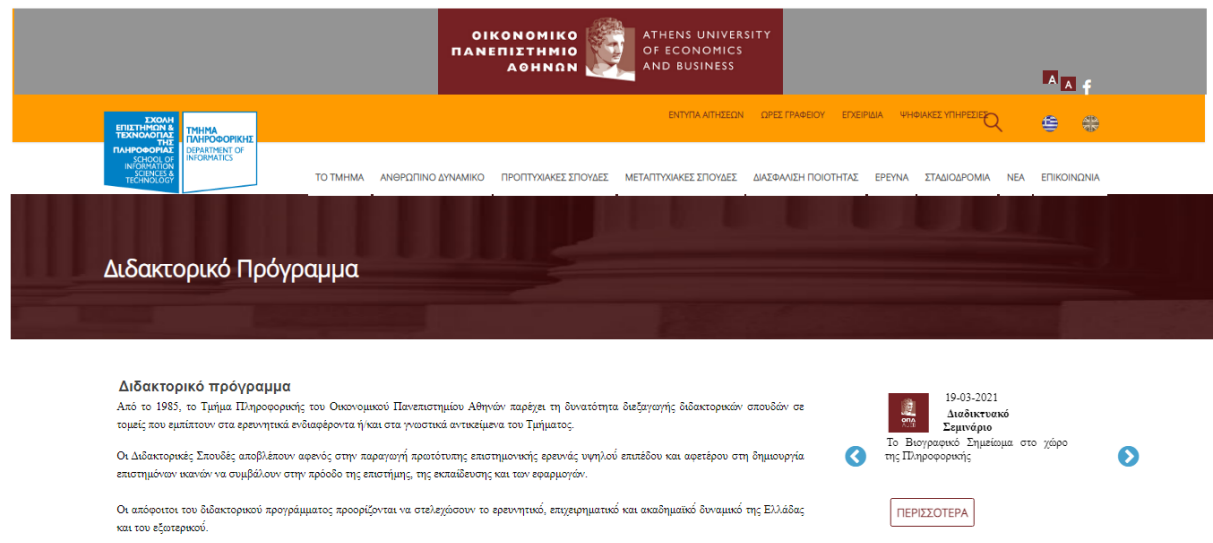 ΟΙΚΟΝΟΜΙΚΟ
ΠΑΝΕΠΙΣΤΗΜΙΟ
ΑΘΗΝΩΝ
ATHENS UNIVERSITY
OF ECONOMICS
AND BUSINESS
A A f
ΣΧΟΛΗ
ΕΠΙΣΤΗΜΩΝ &
ΤΕΧΝΟΛΟΓΙΑΣ
ΤΗΣ
ΠΛΗΡΟΦΟΡΙΑΣ
SCHOOL OF
INFORMATION
SCIENCES &
TECHNOLOGY
ΤΜΗΜΑ
ΠΛΗΡΟΦΟΡΙΚΗΣ
DEPARTMENT OF
INFORMATICS
ΕΝΤΥΠΑ ΑΙΤΗΣΕΩΝ ΩΡΕΣ ΓΡΑΦΕΙΟΥ ΕΓΧΕΙΡΙΔΙΑ ΨΗΦΙΑΚΕΣ ΥΠΗΡΕΣΙΕΣ
ΤΟ ΤΜΗΜΑ ΑΝΘΡΩΠΙΝΟ ΔΥΝΑΜΙΚΟ ΠΡΟΠΤΥΧΙΑΚΕΣ ΣΠΟΥΔΕΣ ΜΕΤΑΠΤΥΧΙΑΚΕΣ ΣΠΟΥΔΕΣ ΔΙΑΣΦΑΛΙΣΗ ΠΟΙΟΤΗΤΑΣ ΕΡΕΥΝΑ ΣΤΑΔΙΟΔΡΟΜΙΑ ΝΕΑ ΕΠΙΚΟΙΝΩΝΙΑ
Διδακτορικό Πρόγραμμα
Διδακτορικό πρόγραμμα
Από το 1985, το Τμήμα Πληροφορικής του Οικονομικού Πανεπιστημίου Αθηνών παρέχει τη δυνατότητα διεξαγωγής διδακτορικών σπουδών σε
τομείς που εμπίπτουν στα ερευνητικά ενδιαφέροντα ή/και στα γνωστικά αντικείμενα του Τμήματος.
Οι Διδακτορικές Σπουδές αποβλέπουν αφενός στην παραγωγή πρωτότυπης επιστημονικής ερευνάς υψηλού επιπέδου και αφετέρου στη δημιουργία
επιστημόνων ικανών να συμβάλουν στην πρόοδο της επιστήμης, της εκπαίδευσης και των εφαρμογών.
Οι απόφοιτοι του διδακτορικού προγράμματος προορίζονται να στελεχώσουν το ερευνητικό, επιχειρηματικό και ακαδημαϊκό δυναμικό της Ελλάδας
και του εξωτερικού.
ΟΠΑ
19-03-2021
Διαδικτυακό
Σεμινάριο
Το Βιογραφικό Σημείωμα στο χώρο
της Πληροφορικής
ΠΕΡΙΣΣΟΤΕΡΑ